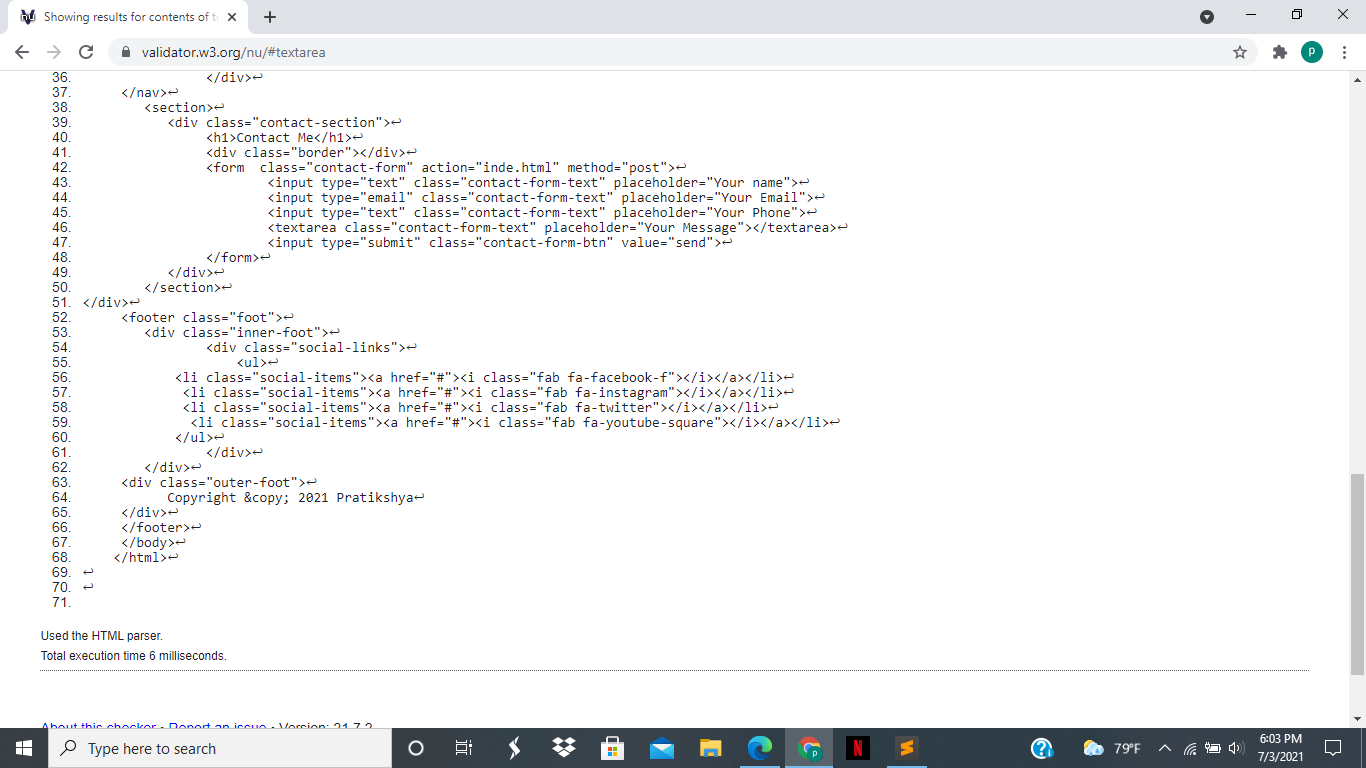 Showing results for contents of t
validator.w3.org/nu/#textarea
P
36. </div>↩
37. </nav>↩
38. <section>↩
39. <div class="contact-section">↩
40. <h1>Contact Me</h1>↩
41. <div class="border"></div>↩
42. <form  class="contact-form" action="inde.html" method="post">↩
43. <input type="text" class="contact-form-text" placeholder="Your name">↩
44. <input type="email" class="contact-form-text" placeholder="Your Email">↩
45. <input type="text" class="contact-form-text" placeholder="Your Phone">↩
46. <textarea class="contact-form-text" placeholder="Your Message"></textarea>↩
47. <input type="submit" class="contact-form-btn" value="send">↩
48. </form>↩
49. </div>↩
50. </section>↩
51. </div>↩
52. <footer class="foot">↩
53. <div class="inner-foot">↩
54. <div class="social-links">↩
55. <ul>↩
56. <li class="social-items"><a href="#"><i class="fab fa-facebook-f"></i></a></li>↩
57. <li class="social-items"><a href="#"><i class="fab fa-instagram"></i></a></li>↩
58. <li class="social-items"><a href="#"><i class="fab fa-twitter"></i></a></li>↩
59. <li class="social-items"><a href="#"><i class="fab fa-youtube-square"></i></a></li>↩
60. </ul>↩
61. </div>↩
62. </div>↩
63. <div class="outer-foot">↩
64. Copyright &copy; 2021 Pratikshya↩
65. </div>↩
66. </footer>↩
67. </body>↩
68. </html>↩
69. ↩
70. ↩
71.
Used the HTML parser.
Total execution time 6 milliseconds.
About this checker • Report an issue • Version: 21.7.2
Type here to search
N
79°F
6:03 PM
7/3/2021